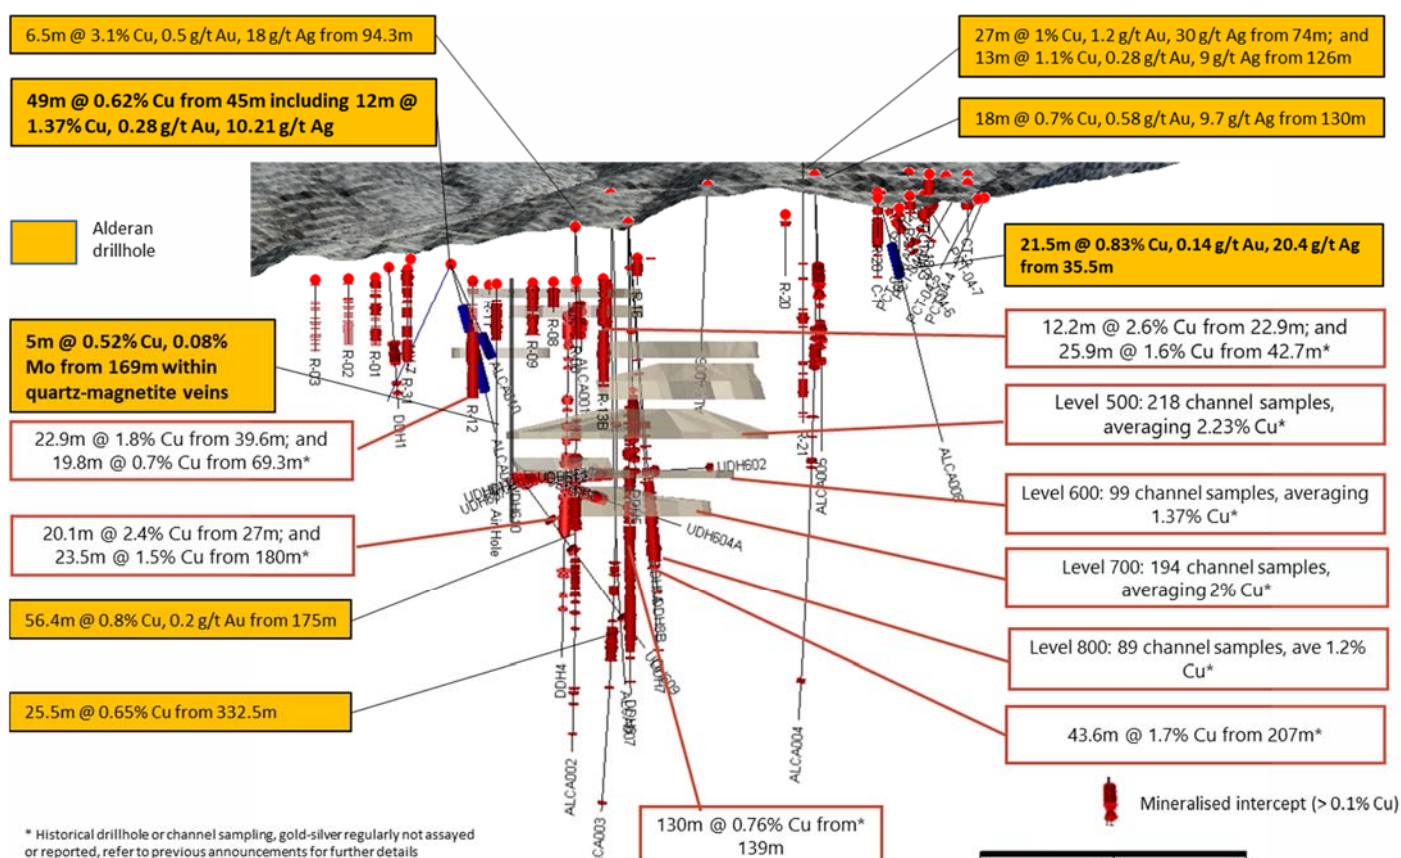 6.5m @ 3.1% Cu, 0.5 g/t Au, 18 g/t Ag from 94.3m
27m @ 1% Cu, 1.2 g/t Au, 30 g/t Ag from 74m; and
13m @ 1.1% Cu, 0.28 g/t Au, 9 g/t Ag from 126m
49m @ 0.62% Cu from 45m including 12m @
1.37% Cu, 0.28 g/t Au, 10.21 g/t Ag
18m @ 0.7% Cu, 0.58 g/t Au, 9.7 g/t Ag from 130m
Alderan
drillhole
21.5m @ 0.83% Cu, 0.14 g/t Au, 20.4 g/t Ag
from 35.5m
5m @ 0.52% Cu, 0.08%
Mo from 169m within
quartz-magnetite veins
12.2m @ 2.6% Cu from 22.9m; and
25.9m @ 1.6% Cu from 42.7m*
Level 500: 218 channel samples,
averaging 2.23% Cu*
22.9m @ 1.8% Cu from 39.6m; and
19.8m @ 0.7% Cu from 69.3m*
Level 600: 99 channel samples, averaging
1.37% Cu*
20.1m @ 2.4% Cu from 27m; and
23.5m @ 1.5% Cu from 180m*
Level 700: 194 channel samples,
averaging 2% Cu*
56.4m @ 0.8% Cu, 0.2 g/t Au from 175m
Level 800: 89 channel samples, ave 1.2%
Cu*
25.5m @ 0.65% Cu from 332.5m
43.6m @ 1.7% Cu from 207m*
130m @ 0.76% Cu from*
139m
Mineralised intercept (> 0.1% Cu)
* Historical drillhole or channel sampling, gold-silver regularly not assayed
or reported, refer to previous announcements for further details
R-03
R-02
R-01
R-31
DDH1
R-12
R-09
R-08
ALCA001
R-13B
R-20
R-21
ALCA005
UDH602
UDH604A
Air Hole
DDH4
ALCA002
ALCA004